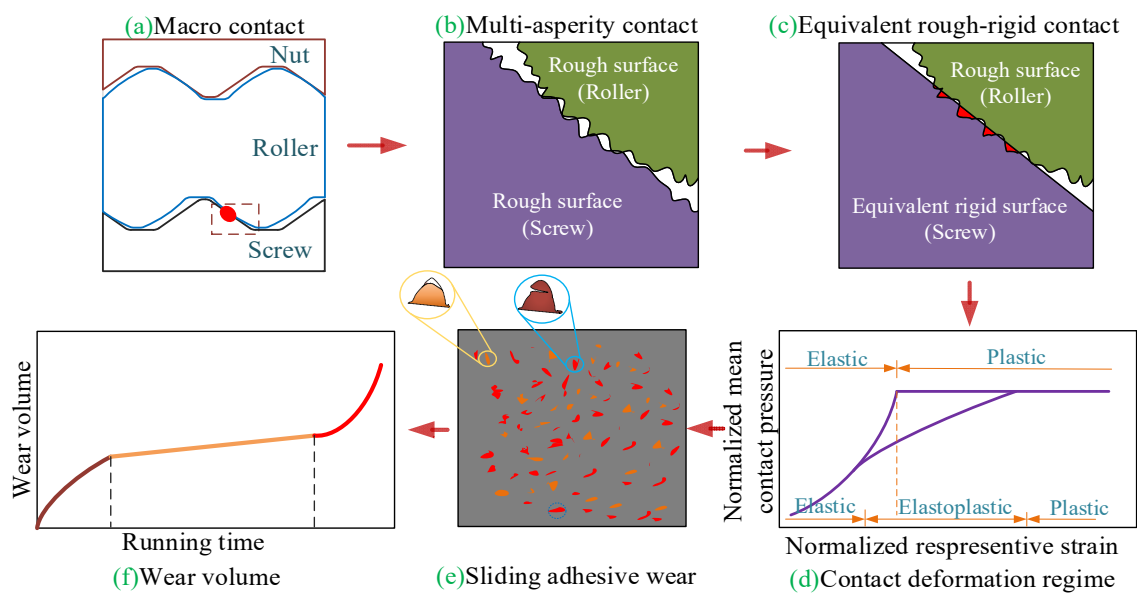 (a)Macro contact
Nut
Roller
Screw
(b)Multi-asperity contact
Rough surface
(Roller)
Rough surface
(Screw)
(c)Equivalent rough-rigid contact
Rough surface
(Roller)
Equivalent rigid surface
(Screw)
Wear volume
Running time
(f)Wear volume
(e)Sliding adhesive wear
Normalized mean
contact pressure
Elastic
Plastic
Elastic
Elastoplastic
Plastic
Normalized respresentive strain
(d)Contact deformation regime